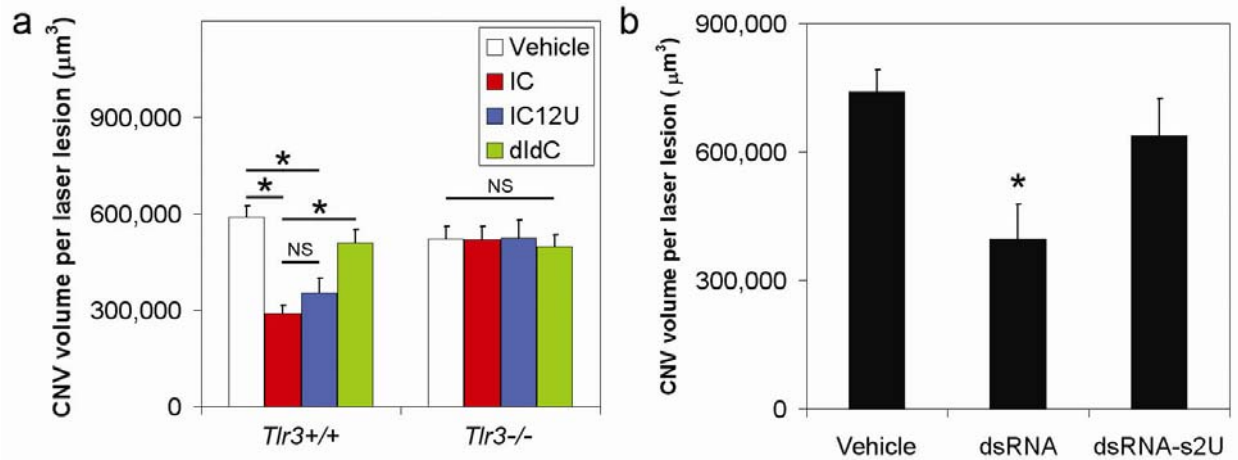 a
CNV volume per laser lesion (μm³)
900,000
600,000
300,000
0
Vehicle
IC
IC12U
dIdC
*
*
*
NS
NS
Tlr3+/+
Tlr3-/-
b
CNV volume per laser lesion ( μm³)
900,000
600,000
300,000
0
*
Vehicle
dsRNA
dsRNA-s2U